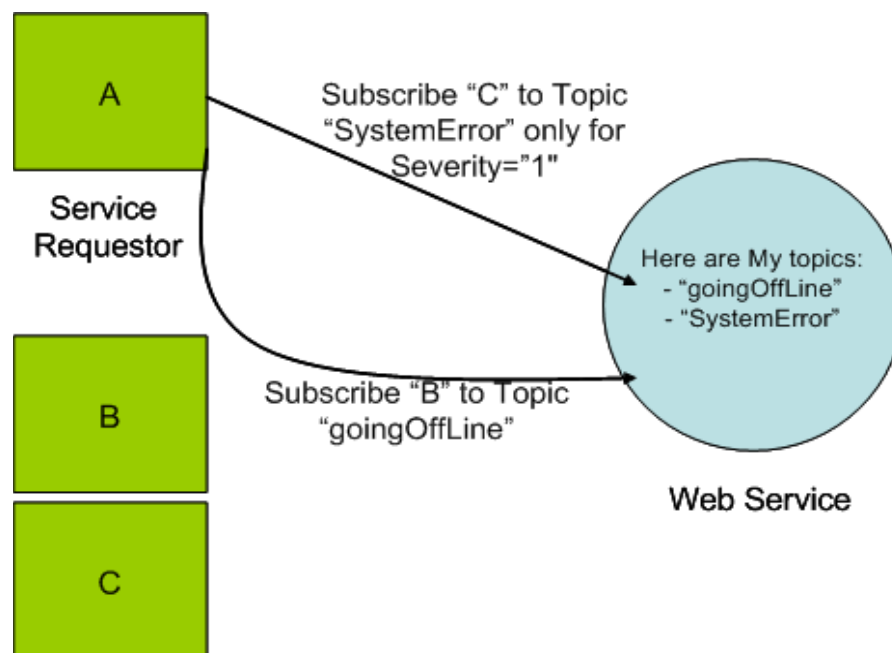 A
Subscribe “C” to Topic
“SystemError” only for
Severity=”1"
Service
Requestor
Here are My topics:
- “goingOffLine”
- “SystemError”
B
Subscribe “B” to Topic
“goingOffLine”
Web Service
C